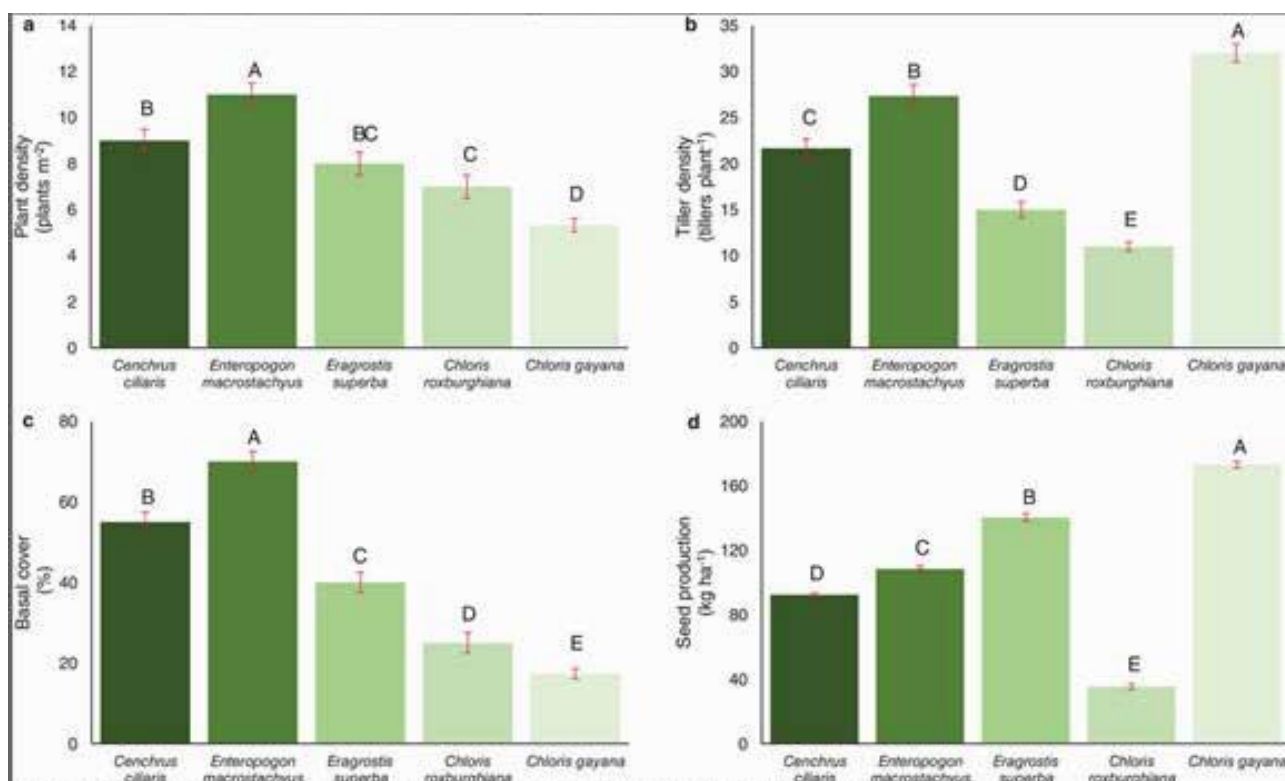 a
Plant density
(plants m⁻²)
14
12
10
8
6
4
2
0
B
A
BC
C
D
Cenchrus
ciliaris
Enteropogon
macrostachyus
Eragrostis
superba
Chloris
roxburghiana
Chloris gayana
b
Tiller density
(tillers plant⁻¹)
35
30
25
20
15
10
5
0
C
B
D
E
A
Cenchrus
ciliaris
Enteropogon
macrostachyus
Eragrostis
superba
Chloris
roxburghiana
Chloris gayana
c
Basal cover
(%)
80
60
40
20
0
B
A
C
D
E
Cenchrus
ciliaris
Enteropogon
macrostachyus
Eragrostis
superba
Chloris
roxburghiana
Chloris gayana
d
Seed production
(kg ha⁻¹)
200
160
120
80
40
0
D
C
B
E
A
Cenchrus
ciliaris
Enteropogon
macrostachyus
Eragrostis
superba
Chloris
roxburghiana
Chloris gayana